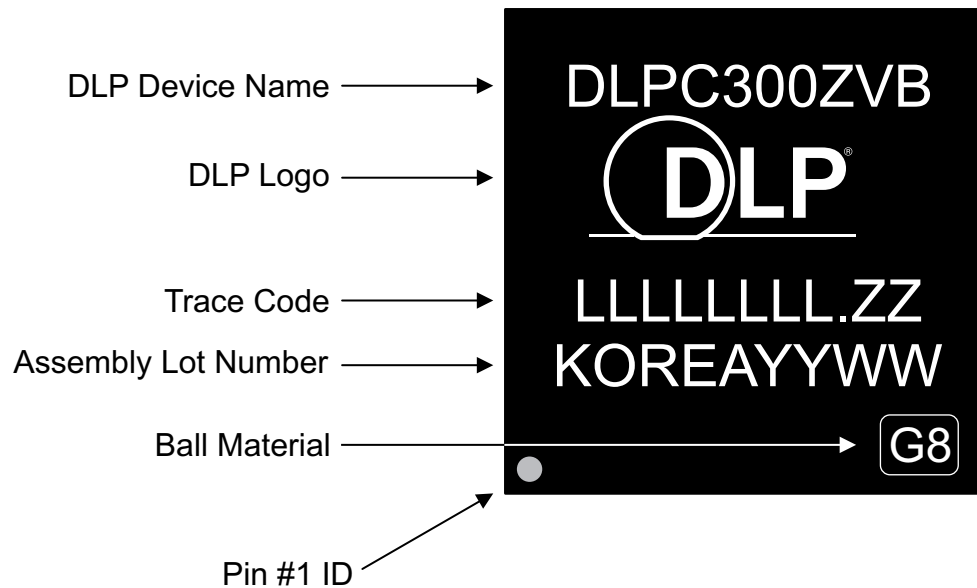 DLP Device Name
DLPC300ZVB
DLP Logo
DLP®
Trace Code
LLLLLLLL.ZZ
Assembly Lot Number
KOREAYYWW
Ball Material
G8
Pin #1 ID